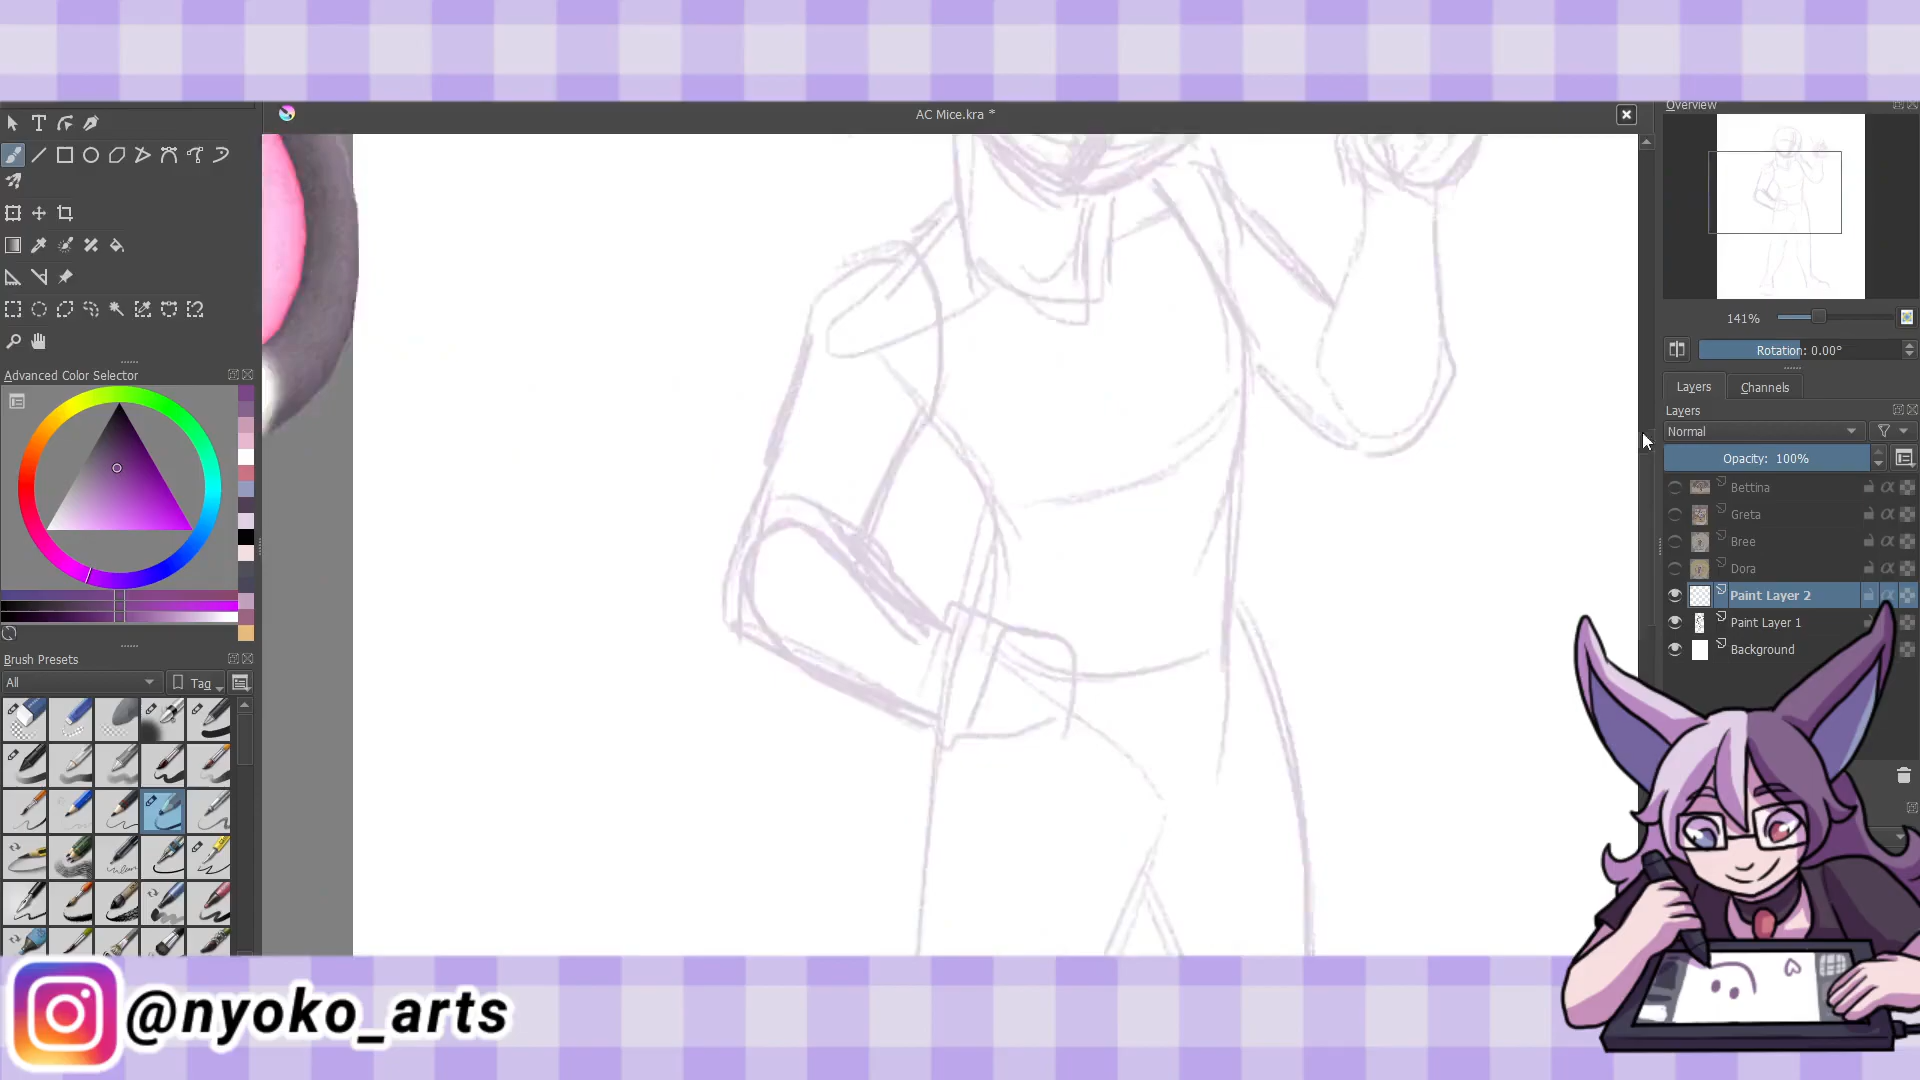 AC Mice.kra *
Overview
141%
Rotation: 0.00°
Layers
Channels
Layers
Normal
Opacity: 100%
Bettina
Greta
Bree
Dora
Paint Layer 2
Paint Layer 1
Background
Advanced Color Selector
Brush Presets
All
Tag
@nyoko_arts